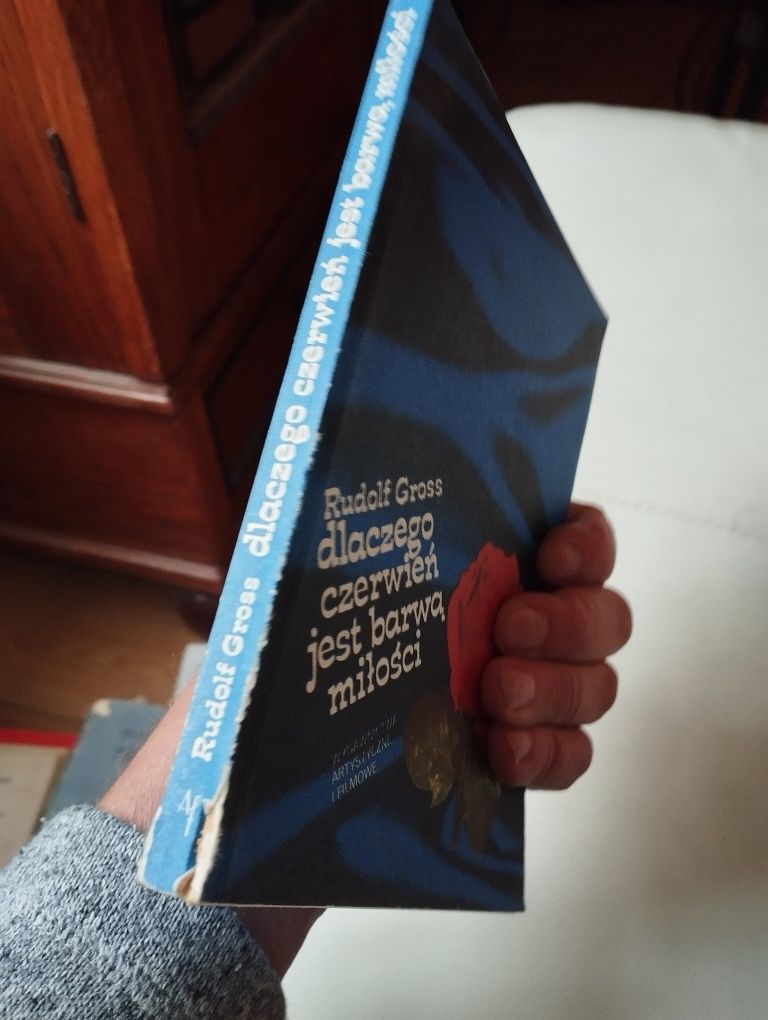 Rudolf Gross dlaczego czerwień jest barwą miłości
Rudolf Gross
dlaczego
czerwień
jest barwą
miłości
ARTYSTYCZNE
I FILMOWE